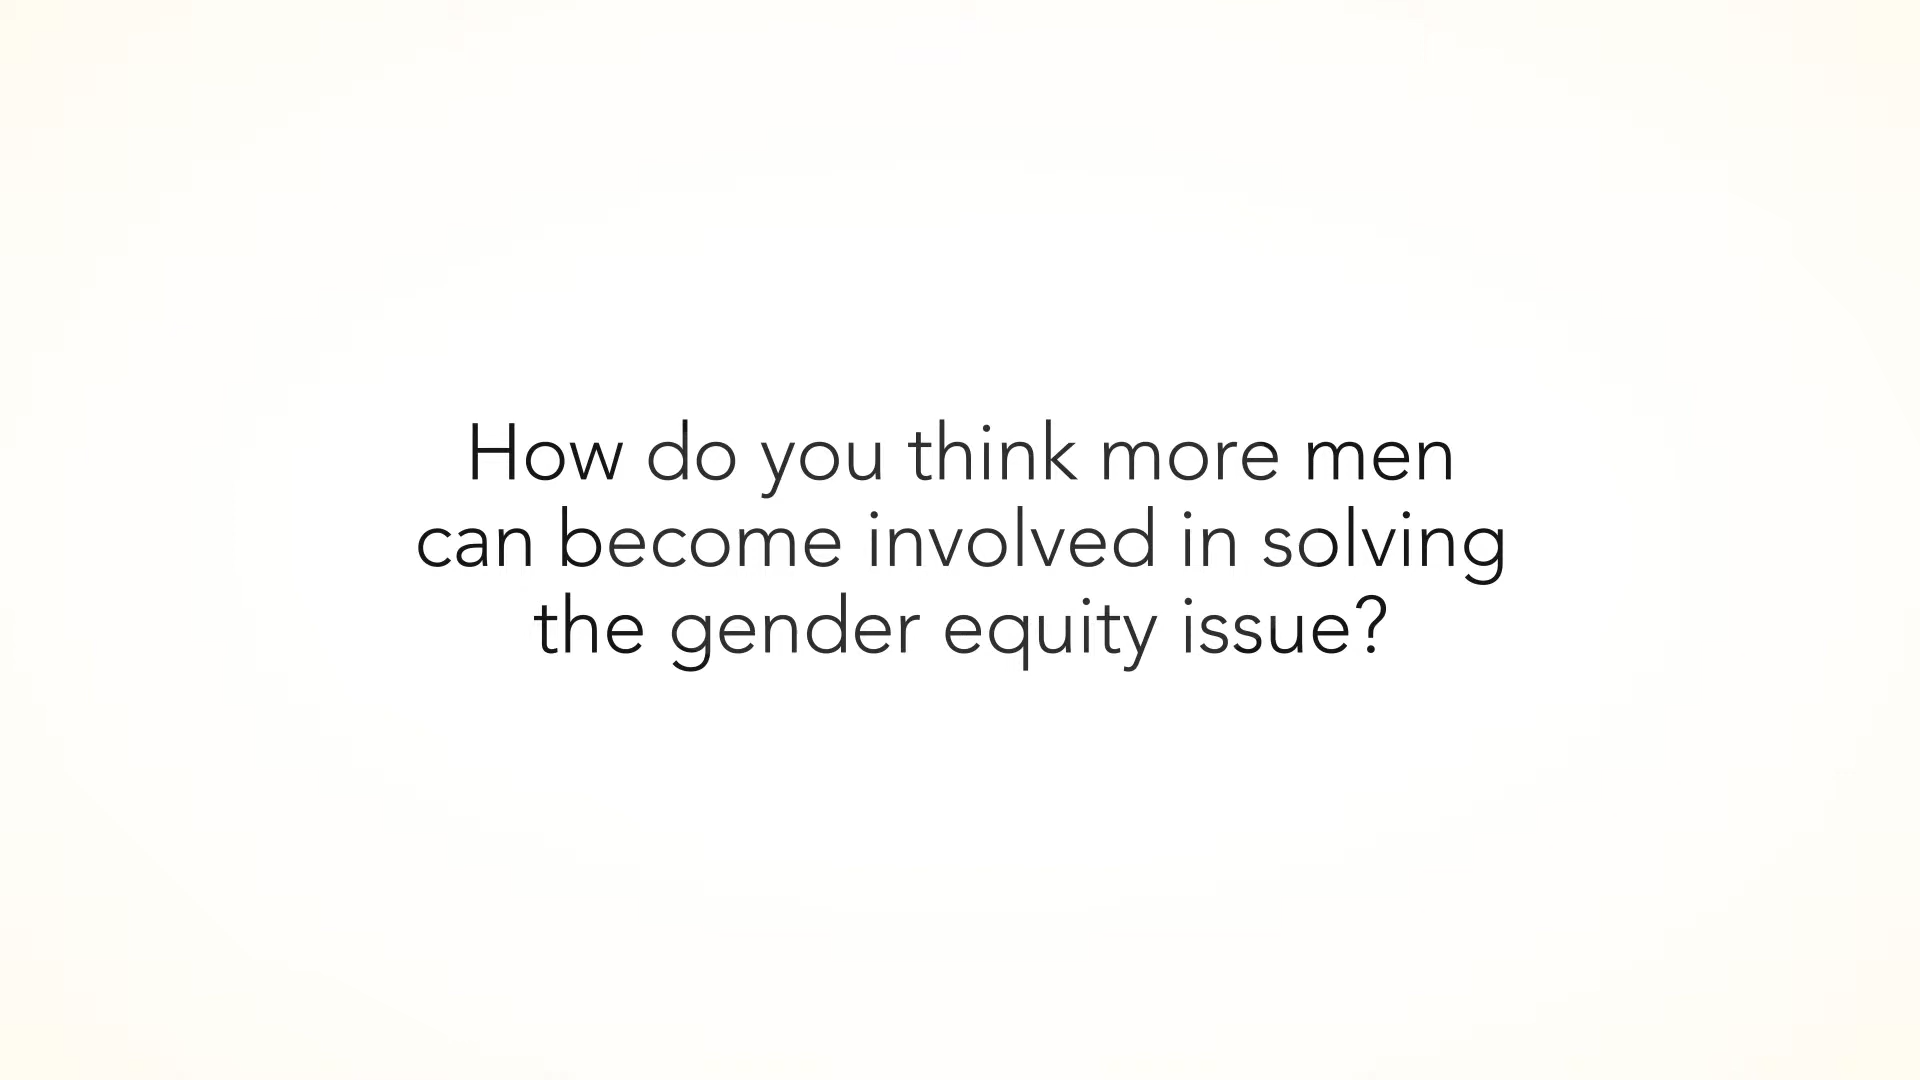 How do you think more men
can become involved in solving
the gender equity issue?